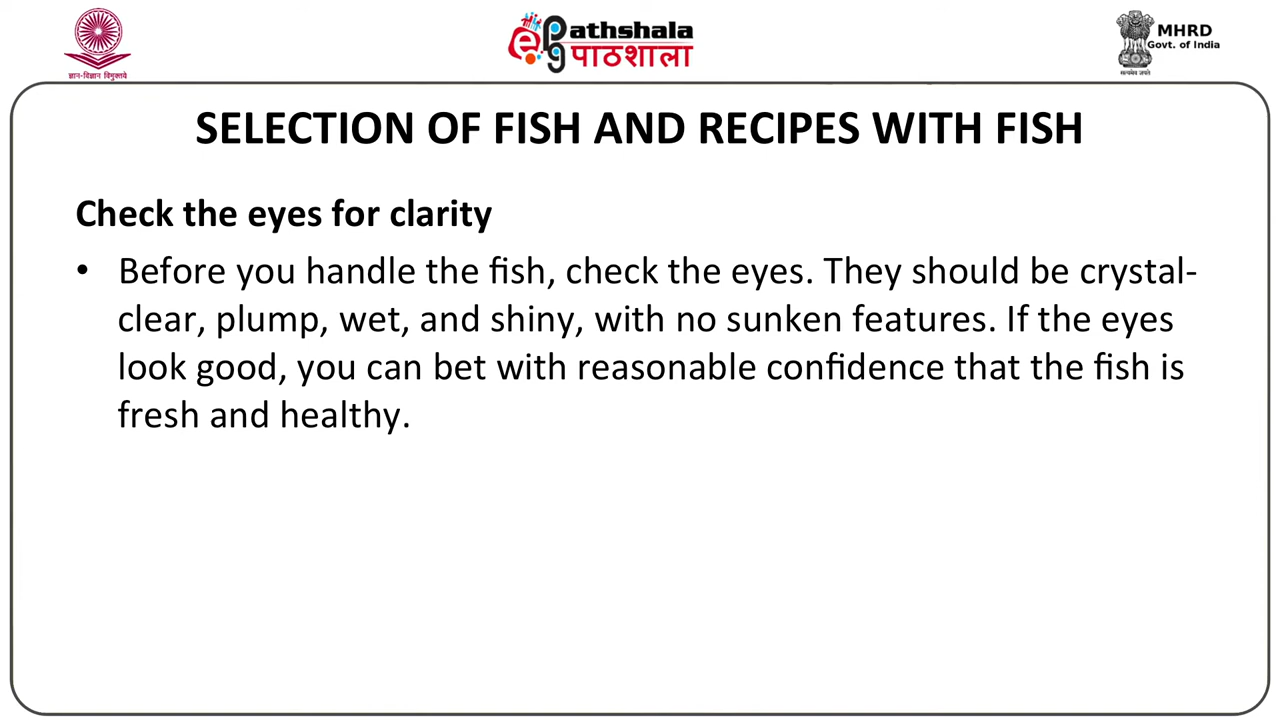 ज्ञान-विज्ञान विमुक्तये
ePathshala
पाठशाला
MHRD
Govt. of India
सत्यमेव जयते
SELECTION OF FISH AND RECIPES WITH FISH
Check the eyes for clarity
• Before you handle the fish, check the eyes. They should be crystal-
clear, plump, wet, and shiny, with no sunken features. If the eyes
look good, you can bet with reasonable confidence that the fish is
fresh and healthy.